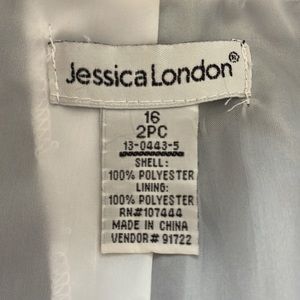 Jessica London®
16
2PC
13-0443-5
SHELL:
100% POLYESTER
LINING:
100% POLYESTER
RN#107444
MADE IN CHINA
VENDOR# 91722